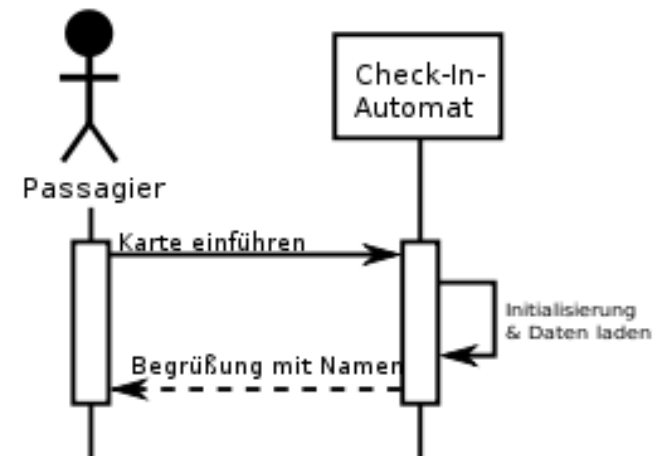 Check-In-
Automat
Passagier
Karte einführen
Initialisierung
& Daten laden
Begrüßung mit Namen